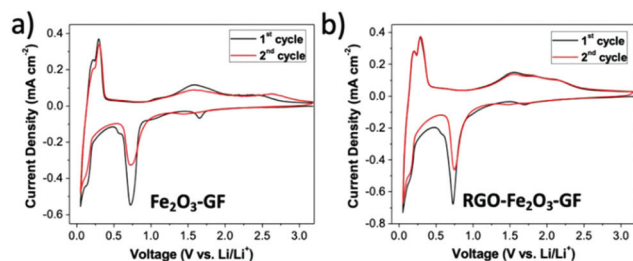 a)
Current Density (mA cm⁻²)
0.4
0.2
0.0
-0.2
-0.4
-0.6
1ˢᵗ cycle
2ⁿᵈ cycle
Fe₂O₃-GF
0.0 0.5 1.0 1.5 2.0 2.5 3.0
Voltage (V vs. Li/Li⁺)
b)
Current Density (mA cm⁻²)
0.4
0.2
0.0
-0.2
-0.4
-0.6
-0.8
1ˢᵗ cycle
2ⁿᵈ cycle
RGO-Fe₂O₃-GF
0.0 0.5 1.0 1.5 2.0 2.5 3.0
Voltage (V vs. Li/Li⁺)